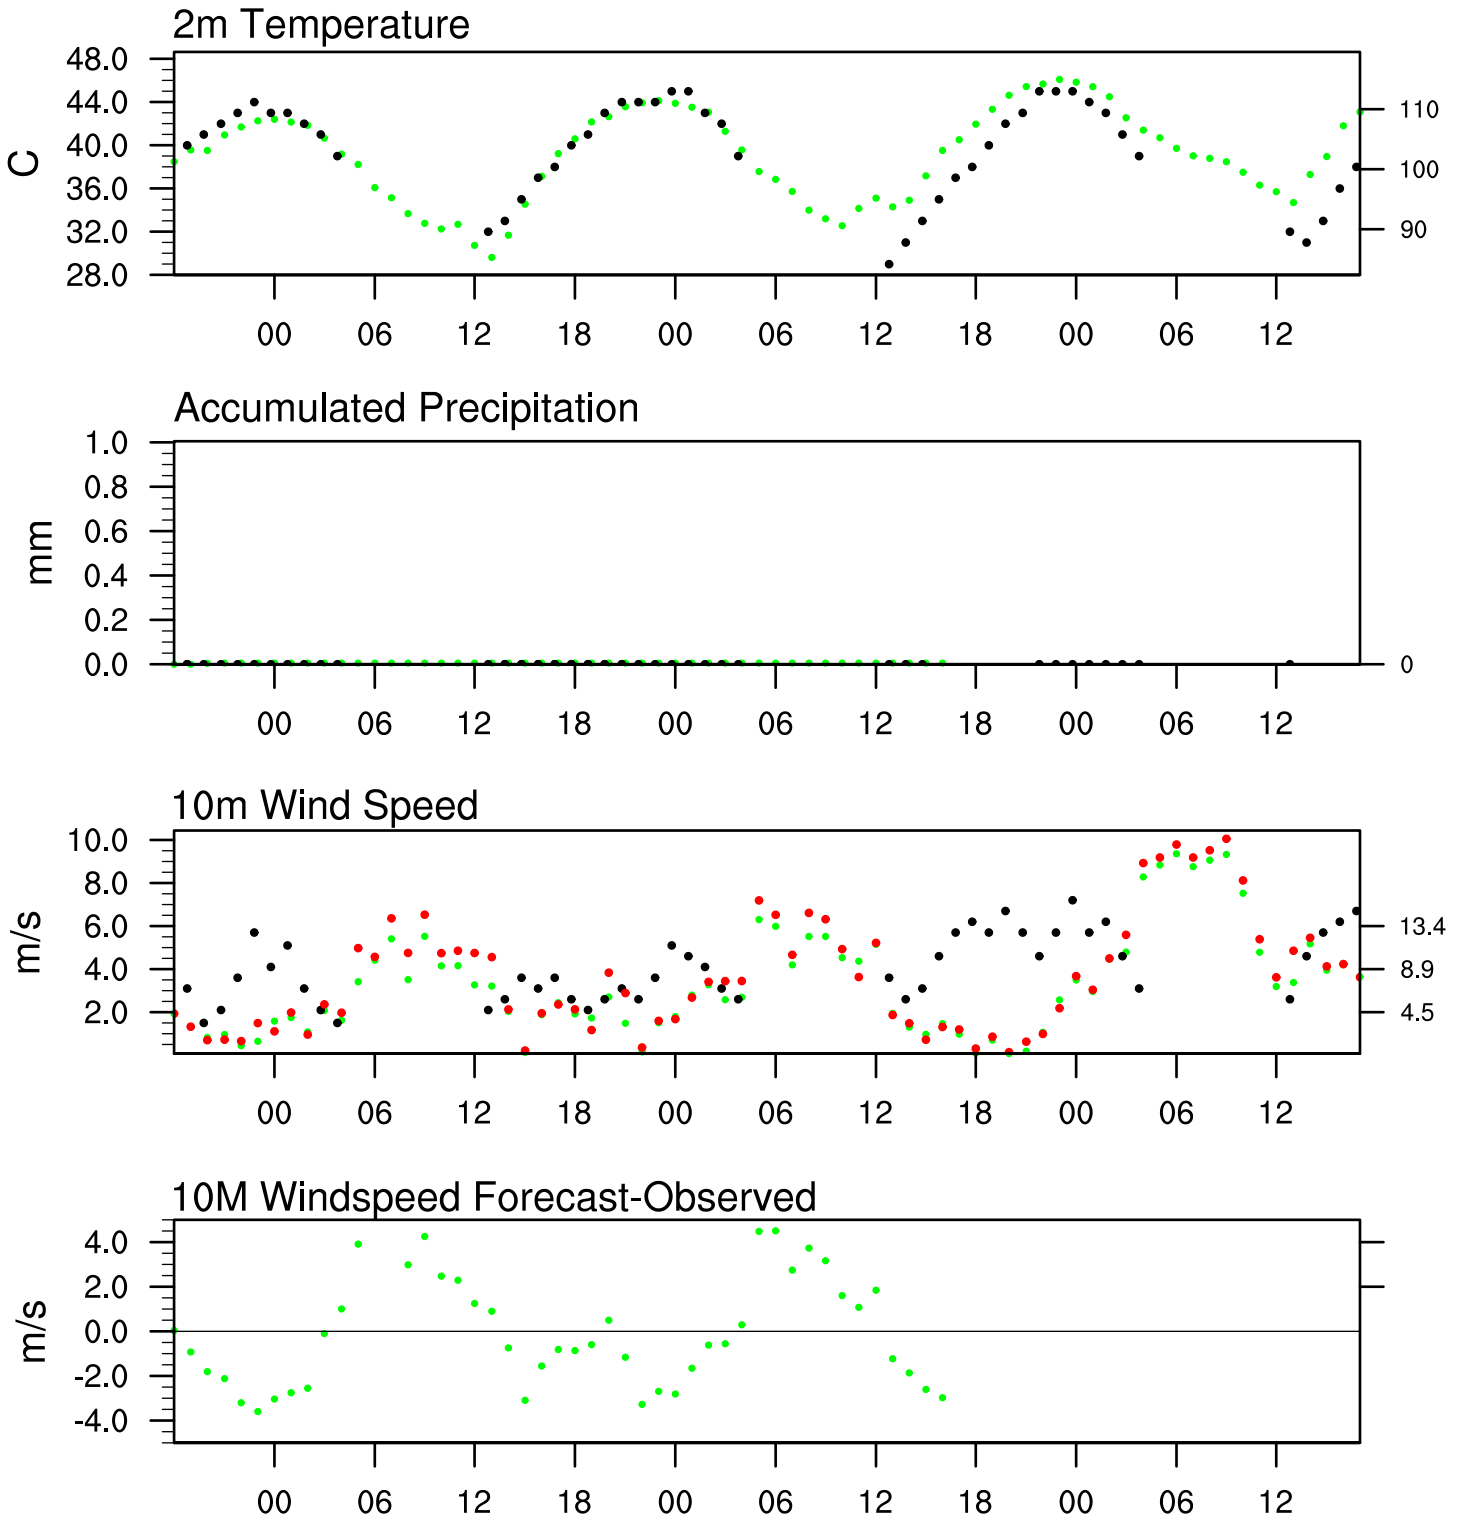 2m Temperature
48.0
44.0
40.0
36.0
32.0
28.0
C
110
100
90
00 06 12 18 00 06 12 18 00 06 12
Accumulated Precipitation
1.0
0.8
0.6
0.4
0.2
0.0
mm
0
00 06 12 18 00 06 12 18 00 06 12
10m Wind Speed
10.0
8.0
6.0
4.0
2.0
m/s
13.4
8.9
4.5
00 06 12 18 00 06 12 18 00 06 12
10M Windspeed Forecast-Observed
4.0
2.0
0.0
-2.0
-4.0
m/s
00 06 12 18 00 06 12 18 00 06 12